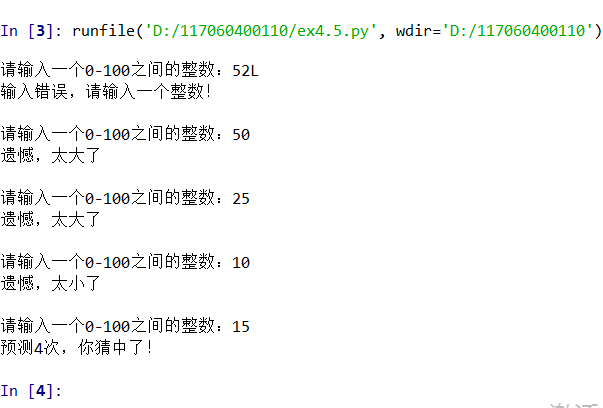 In [3]: runfile('D:/117060400110/ex4.5.py', wdir='D:/117060400110')
请输入一个0-100之间的整数：52L
输入错误，请输入一个整数！
请输入一个0-100之间的整数：50
遗憾，太大了
请输入一个0-100之间的整数：25
遗憾，太大了
请输入一个0-100之间的整数：10
遗憾，太小了
请输入一个0-100之间的整数：15
预测4次，你猜中了！
In [4]: